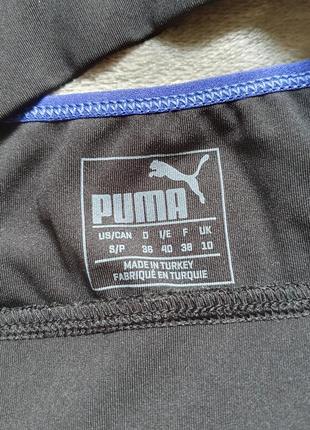 PUMA
US/CAN D I/E F UK
S/P 36 40 38 10
MADE IN TURKEY
FABRIQUÉ EN TURQUIE